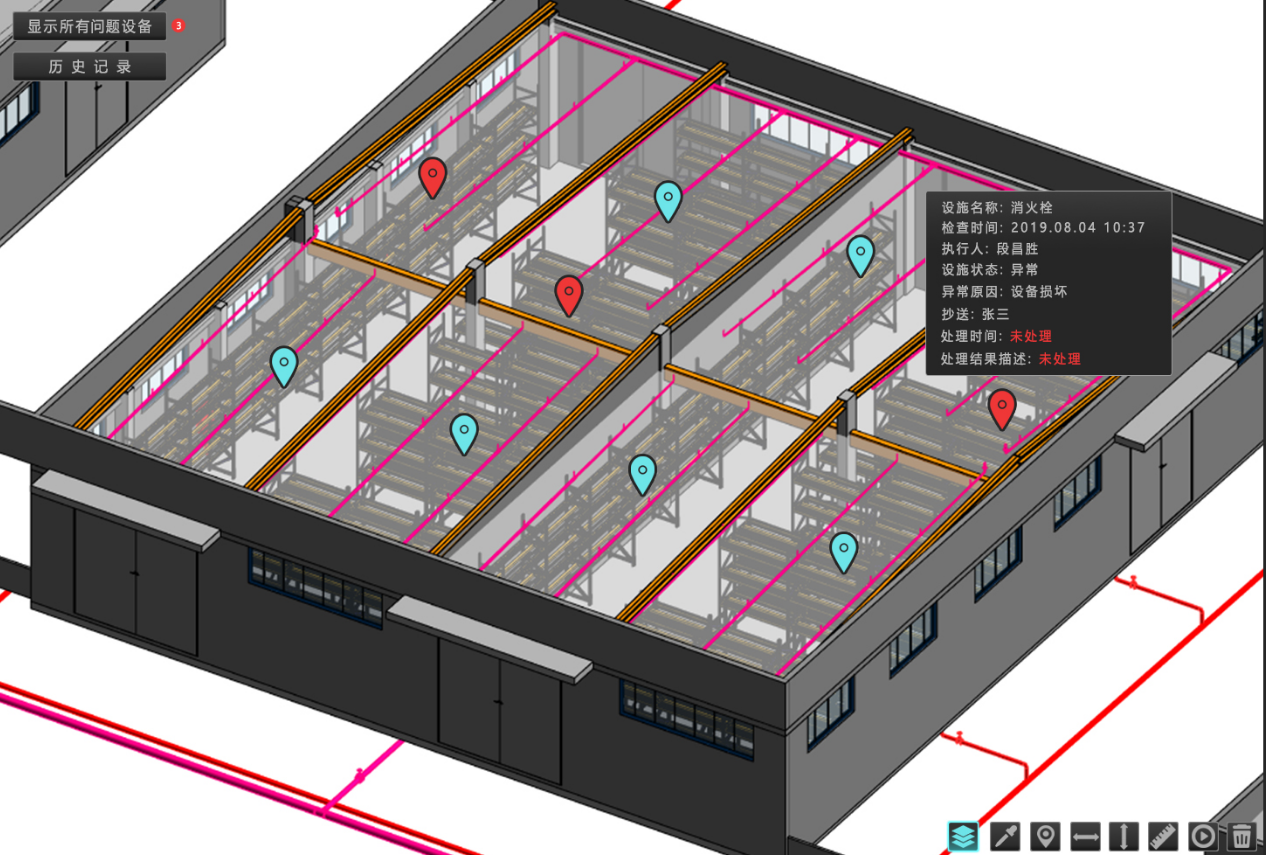 显示所有问题设备
3
历史记录
设施名称: 消火栓
检查时间: 2019.08.04 10:37
执行人: 段昌胜
设施状态: 异常
异常原因: 设备损坏
抄送: 张三
处理时间: 未处理
处理结果描述: 未处理